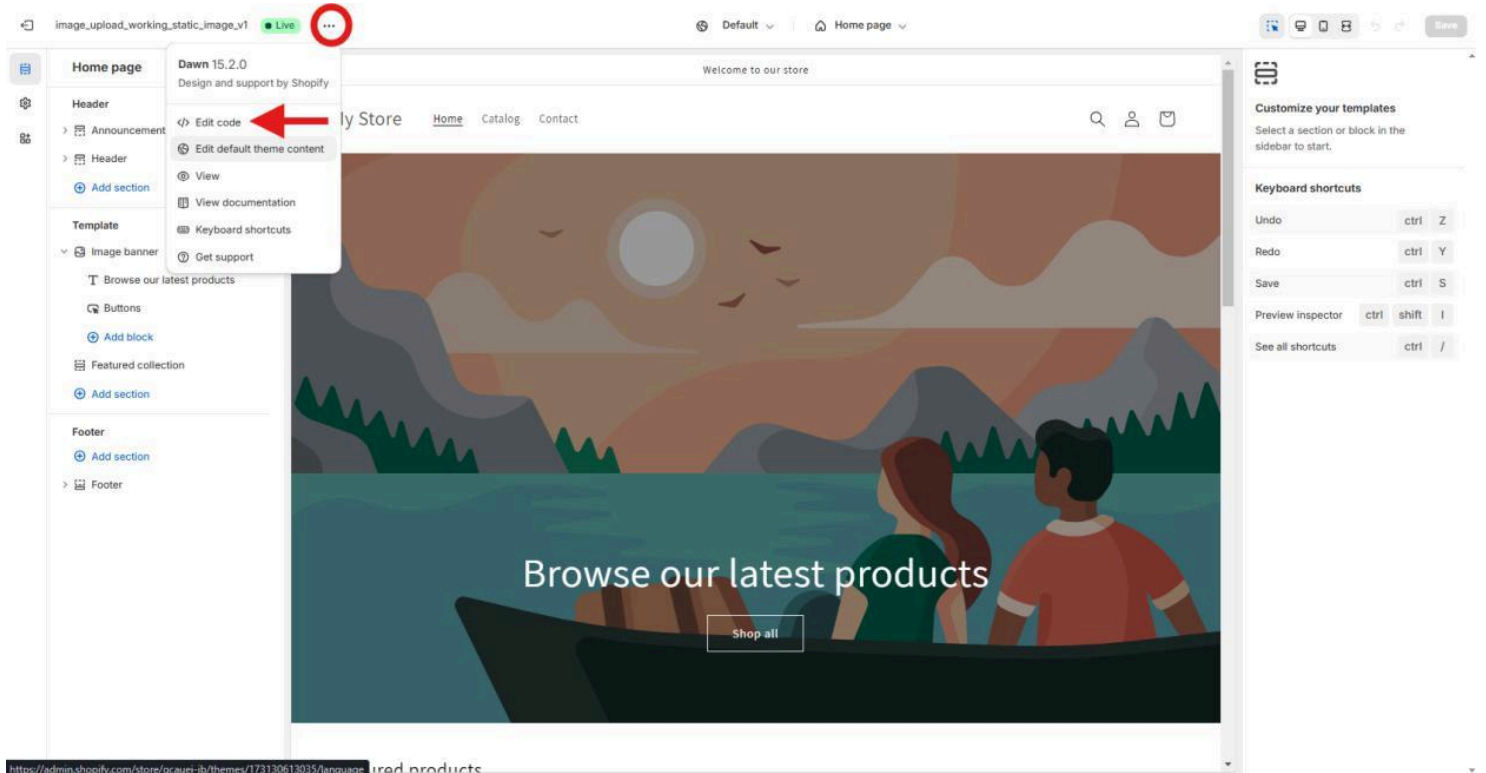 image_upload_working_static_image_v1
Live
Default
Home page
Save
Home page
Header
Announcement
Header
Add section
Template
Image banner
Browse our latest products
Buttons
Add block
Featured collection
Add section
Footer
Add section
Footer
Dawn 15.2.0
Design and support by Shopify
Edit code
Edit default theme content
View
View documentation
Keyboard shortcuts
Get support
Welcome to our store
Store
Home Catalog Contact
Browse our latest products
Shop all
products
Customize your templates
Select a section or block in the
sidebar to start.
Keyboard shortcuts
Undo ctrl Z
Redo ctrl Y
Save ctrl S
Preview inspector ctrl shift I
See all shortcuts ctrl /